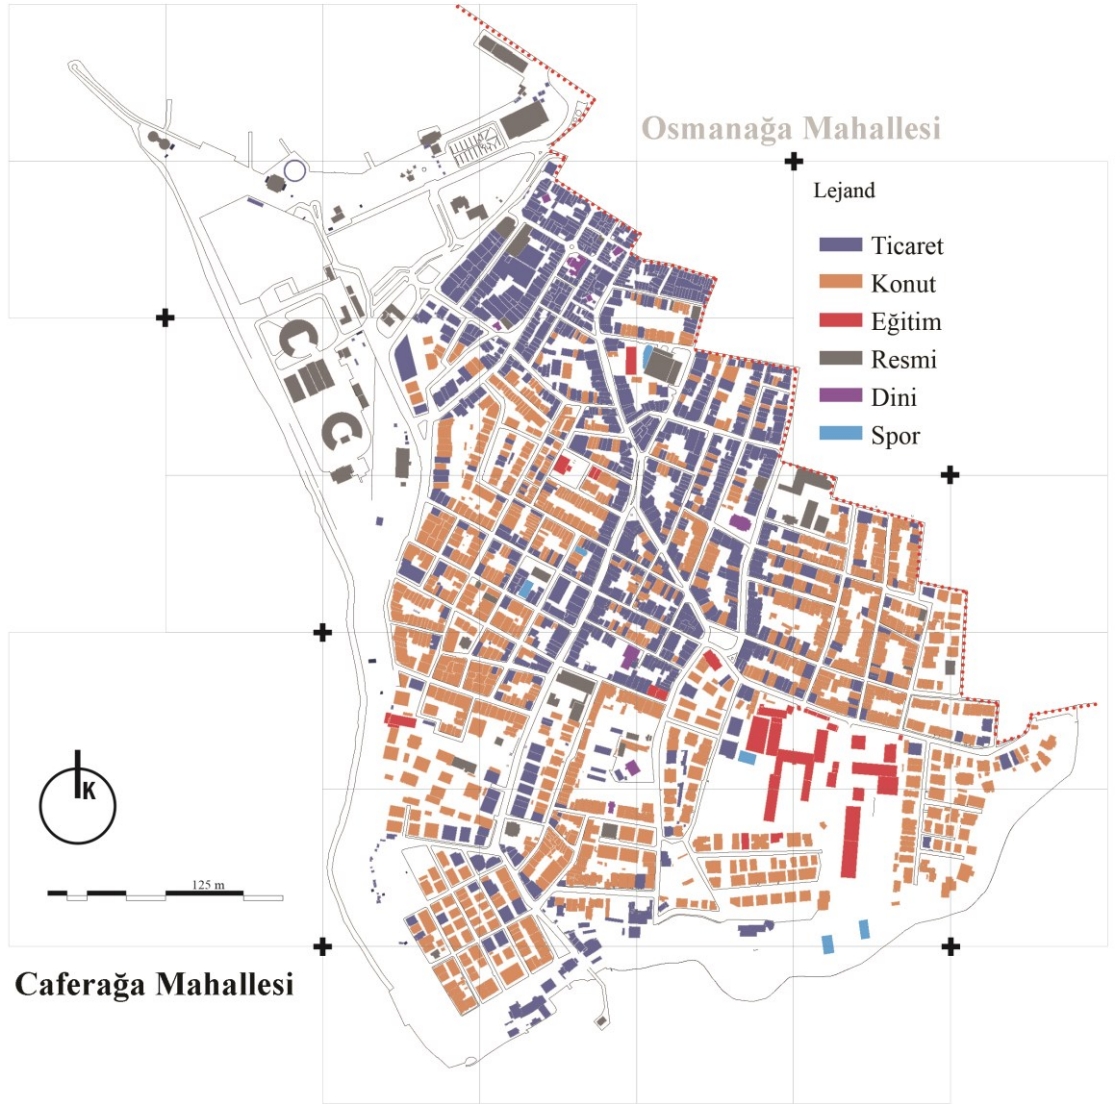 Osmanağa Mahallesi
Lejand
Ticaret
Konut
Eğitim
Resmi
Dini
Spor
K
125 m
Caferağa Mahallesi